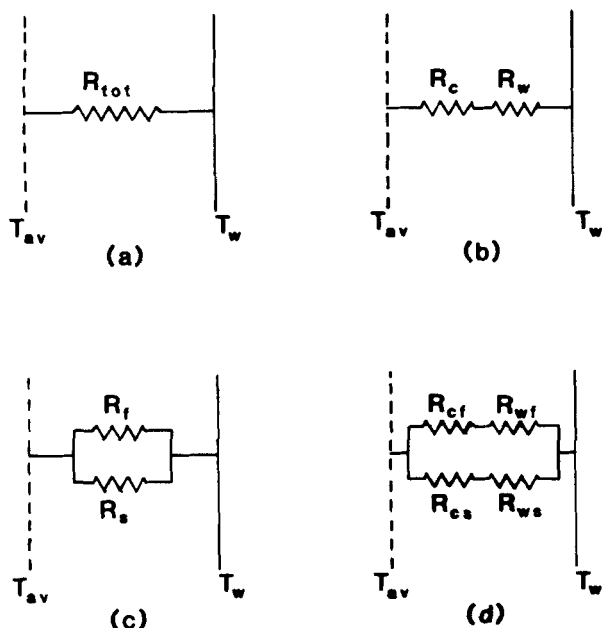 R_tot
T_av T_w
(a)
R_c R_w
T_av T_w
(b)
R_f
R_s
T_av T_w
(c)
R_cf R_wf
R_cs R_ws
T_av T_w
(d)